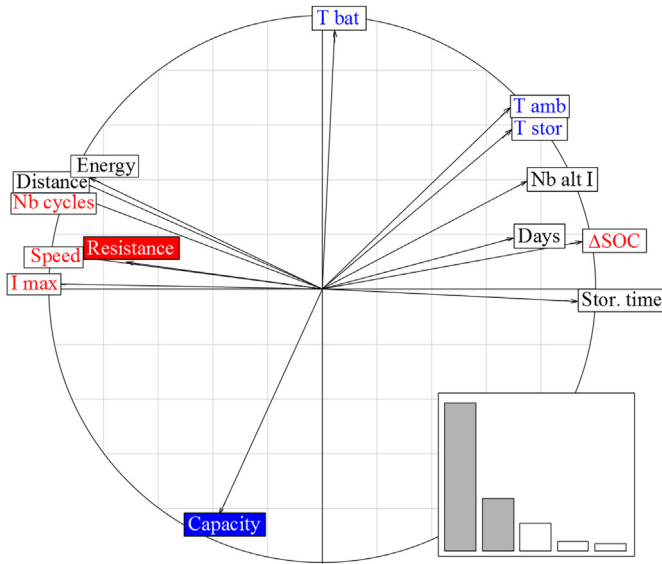 T bat
T amb
T stor
Energy
Nb alt I
Distance
Nb cycles
Days
ΔSOC
Resistance
Speed
I max
Stor. time
Capacity